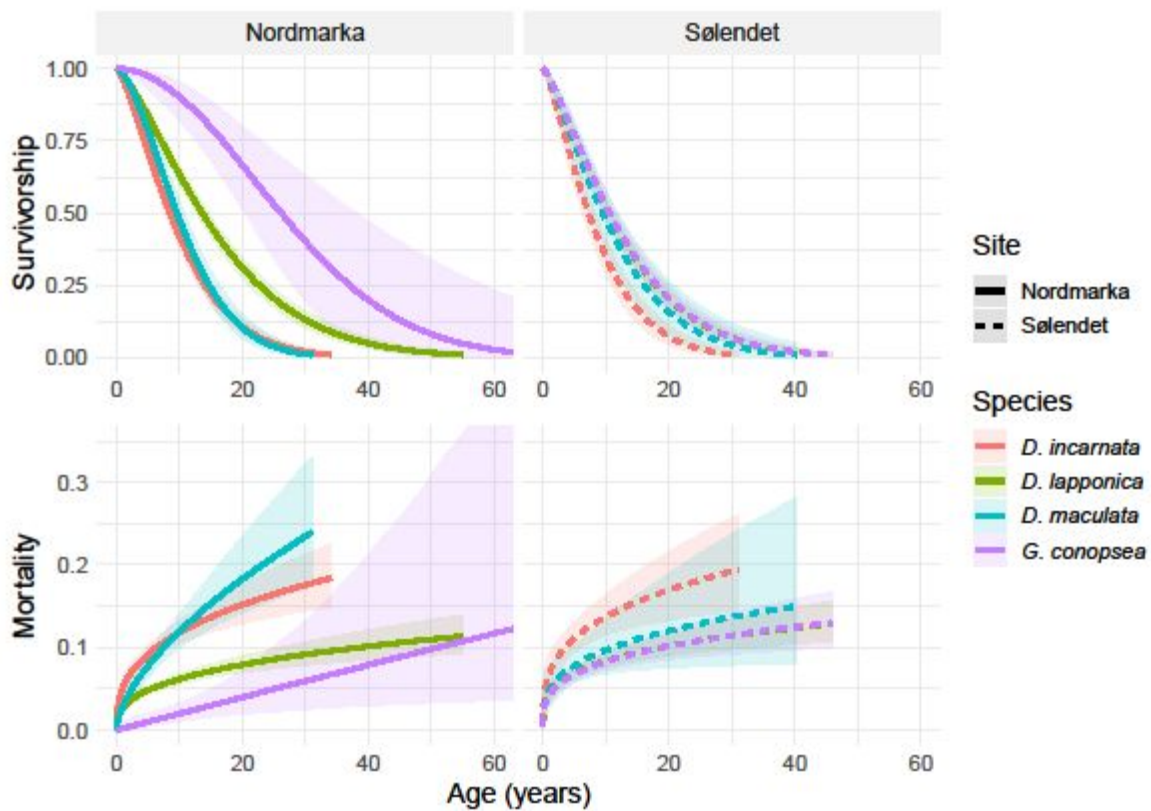 Nordmarka
Sølendet
Survivorship
1.00
0.75
0.50
0.25
0.00
0 20 40 60
0 20 40 60
Mortality
0.3
0.2
0.1
0.0
0 20 40 60
0 20 40 60
Age (years)
Site
Nordmarka
Sølendet
Species
D. incarnata
D. lapponica
D. maculata
G. conopsea